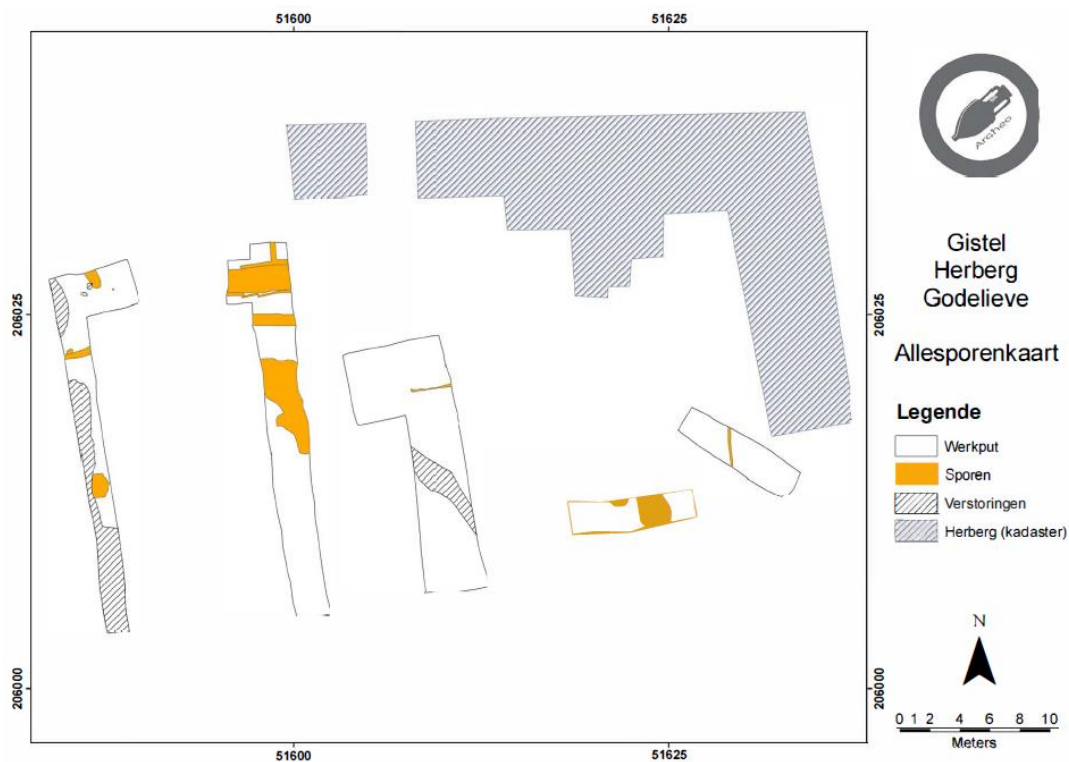 51600
51625
Archeo
Gistel
Herberg
Godelieve
206025
206025
Allesporenkaart
Legende
Werkput
Sporen
Verstoringen
Herberg (kadaster)
N
206000
206000
0 1 2 4 6 8 10
Meters
51600
51625